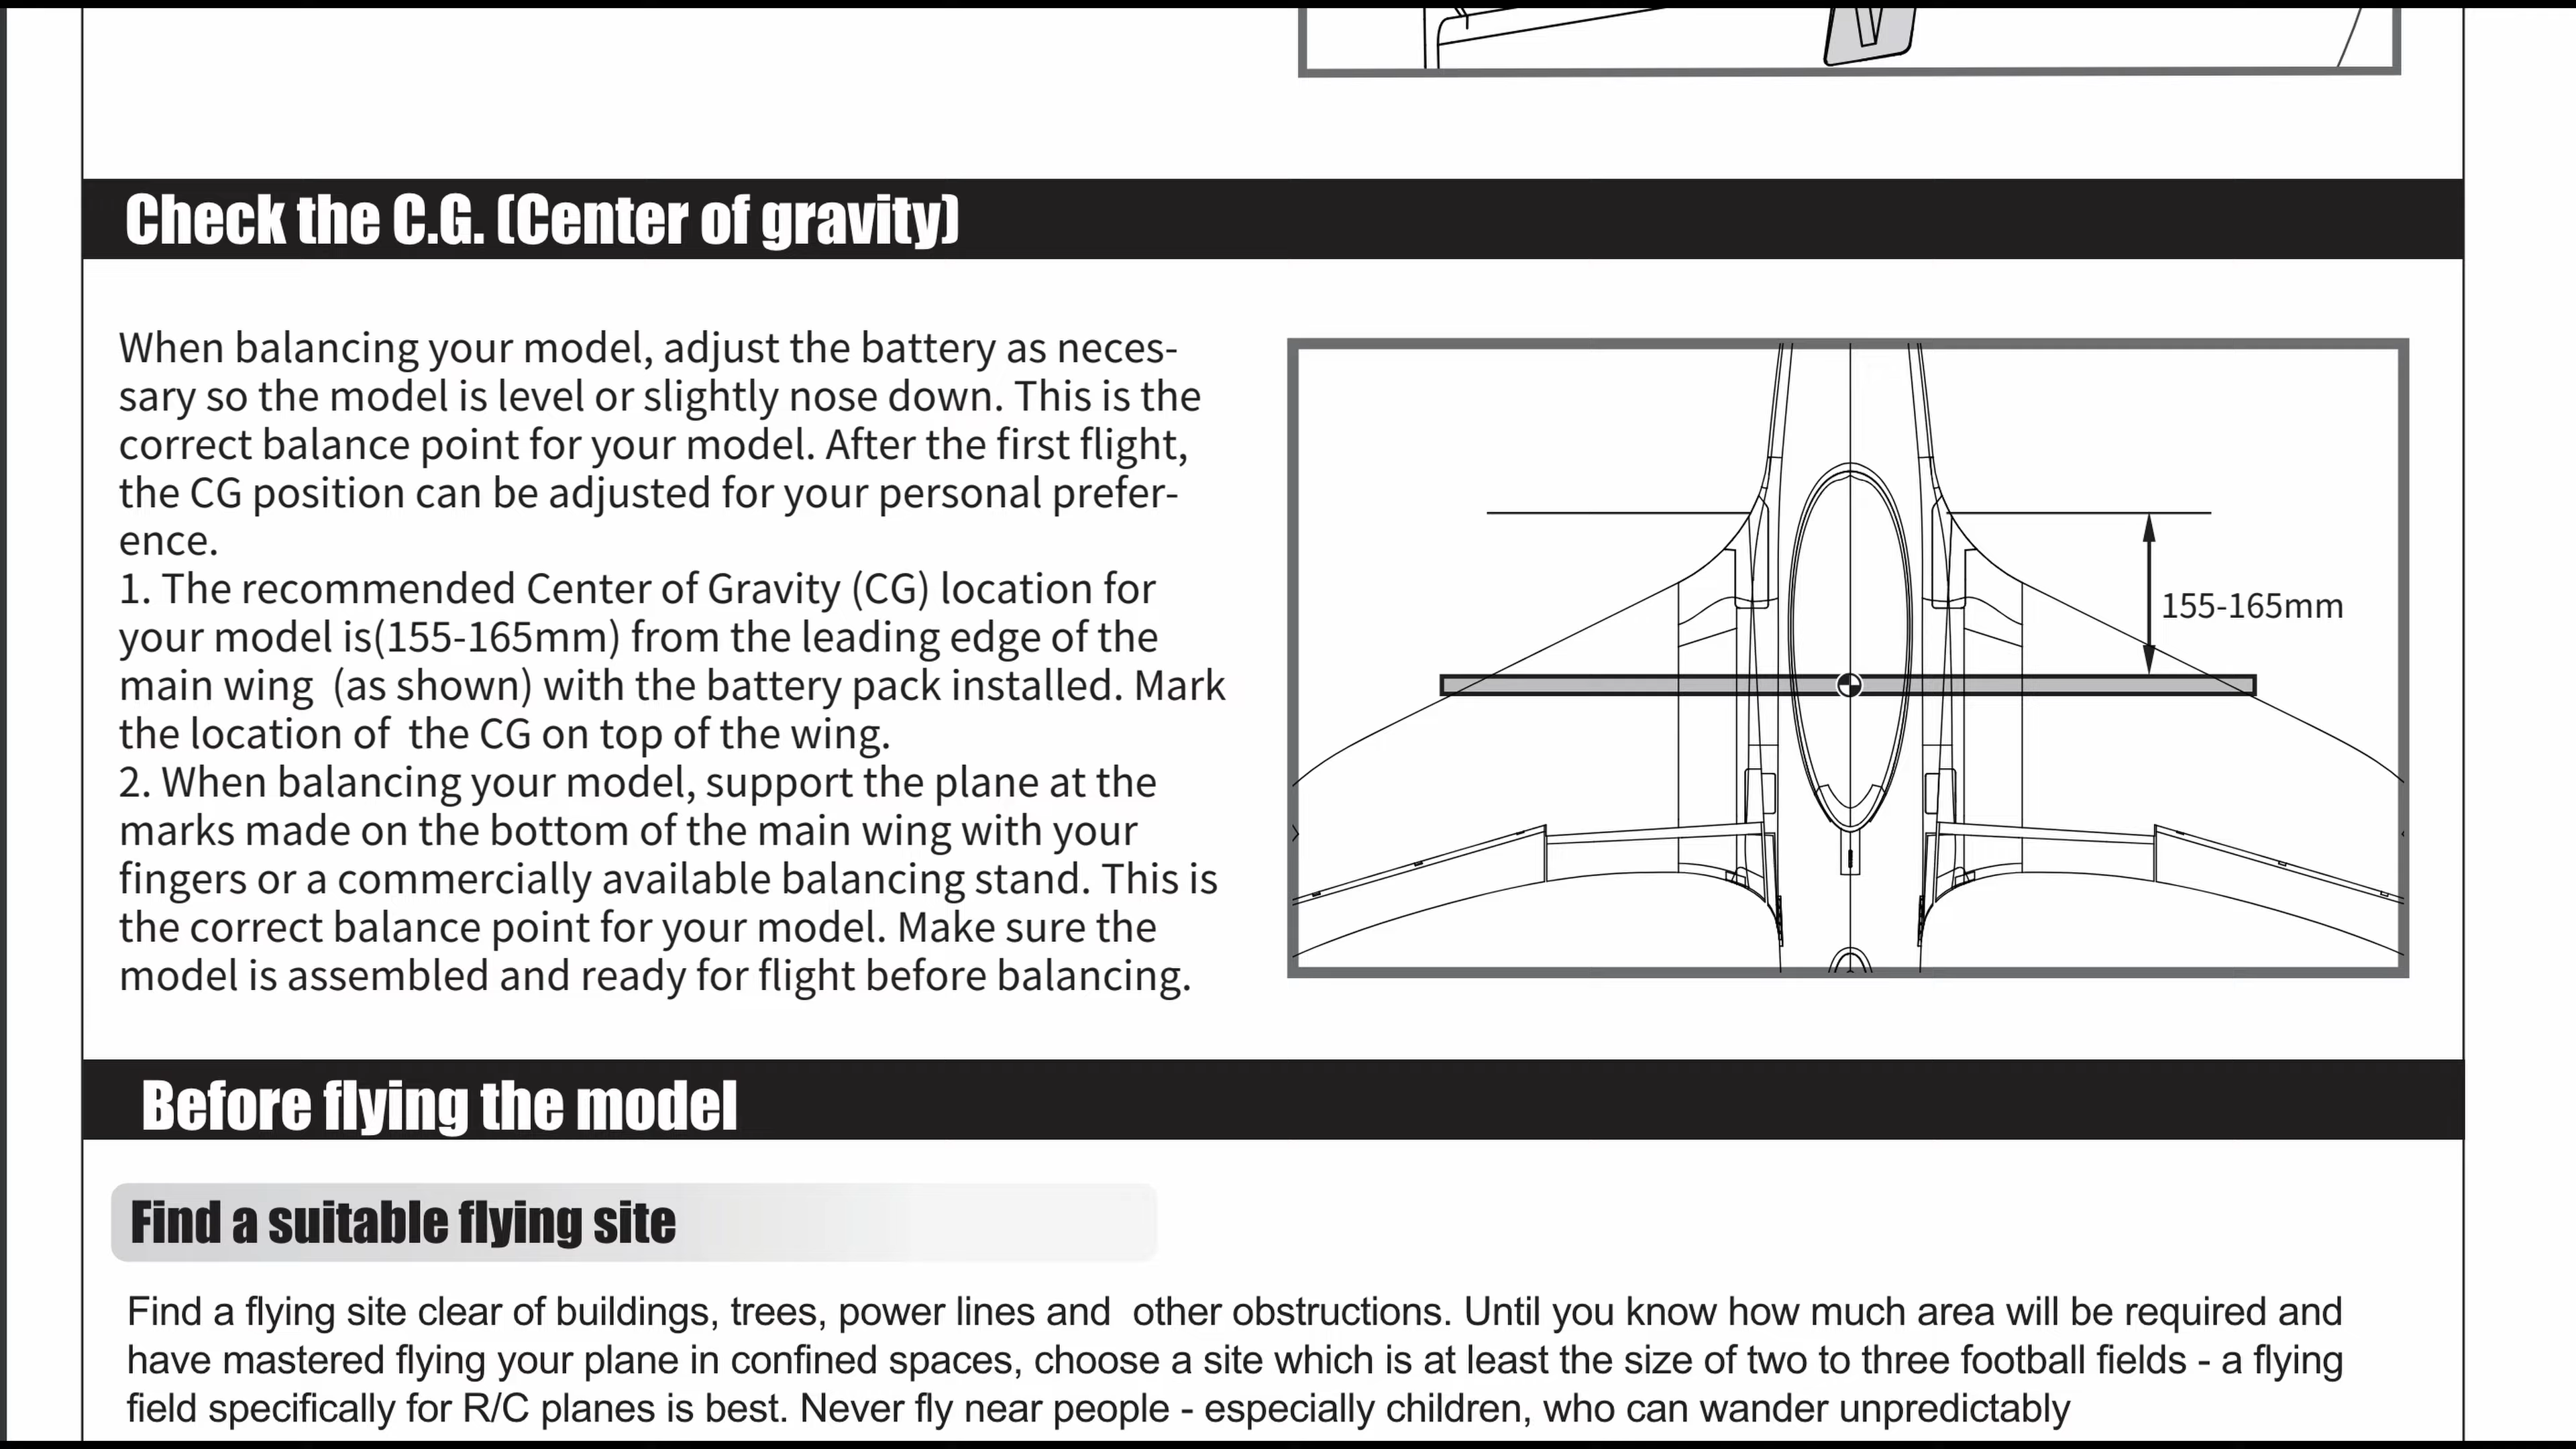 Check the C.G. (Center of gravity)
When balancing your model, adjust the battery as neces-
sary so the model is level or slightly nose down. This is the
correct balance point for your model. After the first flight,
the CG position can be adjusted for your personal prefer-
ence.
1. The recommended Center of Gravity (CG) location for
your model is(155-165mm) from the leading edge of the
main wing  (as shown) with the battery pack installed. Mark
the location of  the CG on top of the wing.
2. When balancing your model, support the plane at the
marks made on the bottom of the main wing with your
fingers or a commercially available balancing stand. This is
the correct balance point for your model. Make sure the
model is assembled and ready for flight before balancing.
155-165mm
Before flying the model
Find a suitable flying site
Find a flying site clear of buildings, trees, power lines and  other obstructions. Until you know how much area will be required and
have mastered flying your plane in confined spaces, choose a site which is at least the size of two to three football fields - a flying
field specifically for R/C planes is best. Never fly near people - especially children, who can wander unpredictably